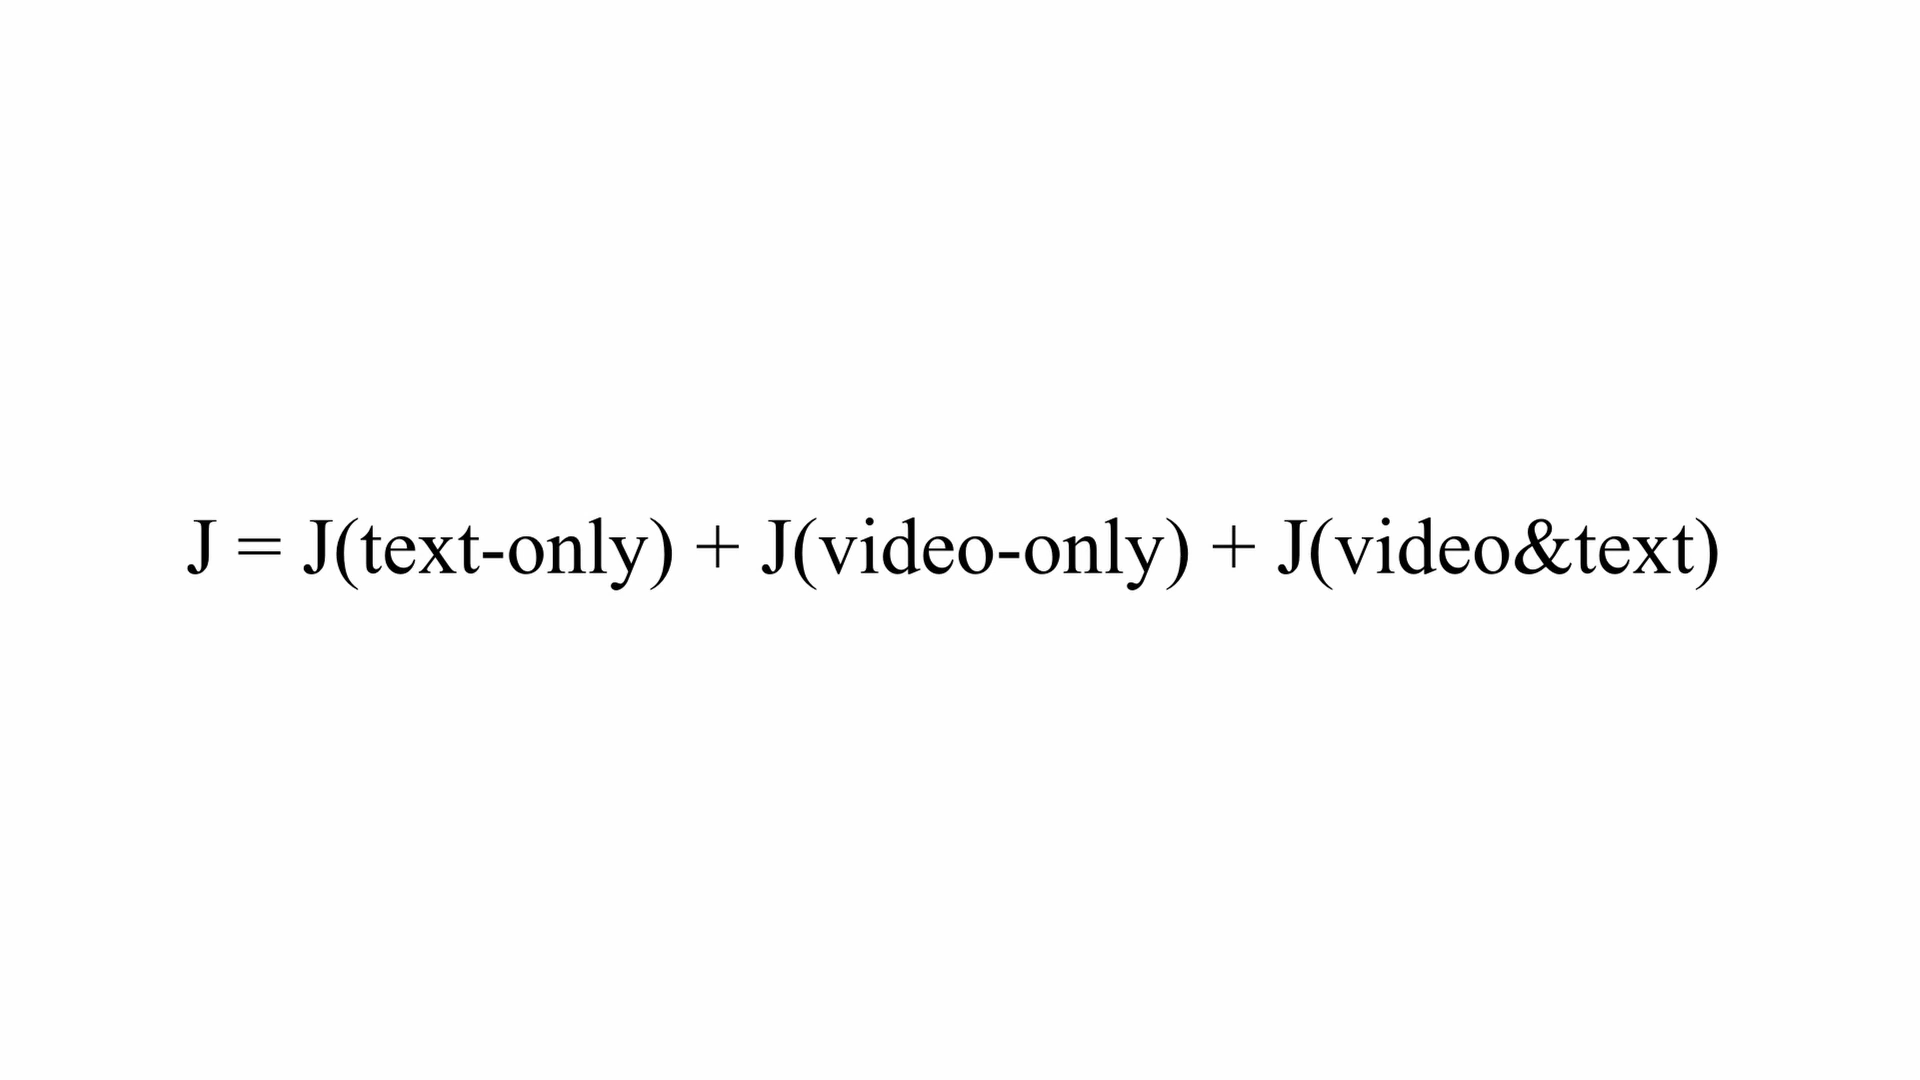 J = J(text-only) + J(video-only) + J(video&text)